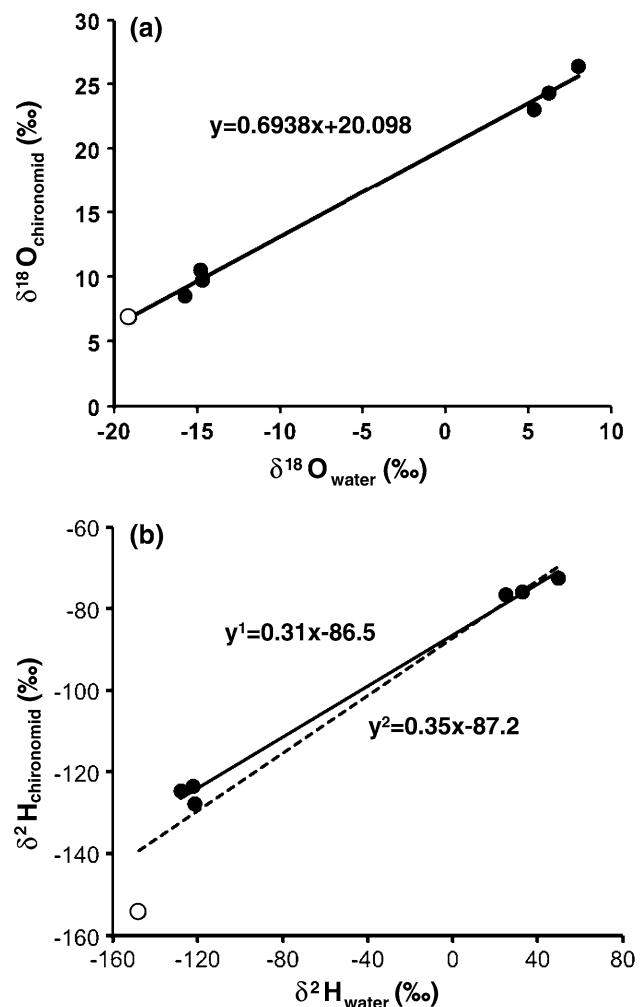 (a)
30
25
20
15
10
5
0
y=0.6938x+20.098
δ¹⁸Ochironomid (‰)
-20 -15 -10 -5 0 5 10
δ¹⁸Owater (‰)
(b)
-60
-80
-100
-120
-140
-160
y¹=0.31x-86.5
y²=0.35x-87.2
δ²Hchironomid (‰)
-160 -120 -80 -40 0 40 80
δ²Hwater (‰)